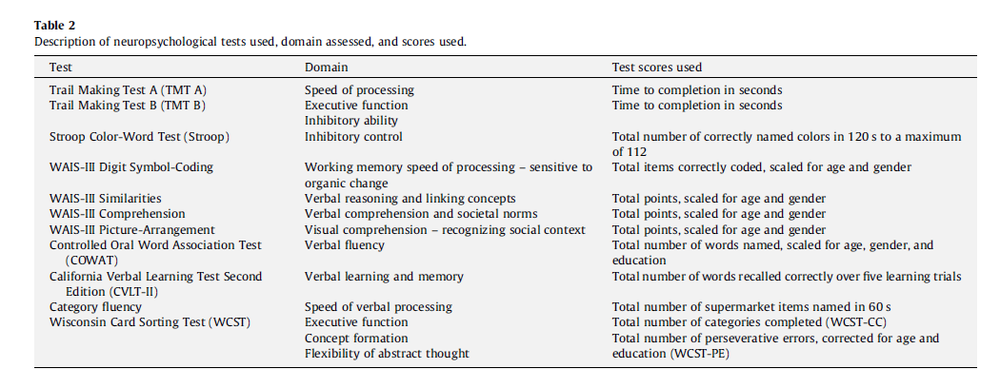 Table 2
Description of neuropsychological tests used, domain assessed, and scores used.
Test Domain Test scores used
Trail Making Test A (TMT A) Speed of processing Time to completion in seconds
Trail Making Test B (TMT B) Executive function Time to completion in seconds
Inhibitory ability
Stroop Color-Word Test (Stroop) Inhibitory control Total number of correctly named colors in 120 s to a maximum
of 112
WAIS-III Digit Symbol-Coding Working memory speed of processing – sensitive to Total items correctly coded, scaled for age and gender
organic change
WAIS-III Similarities Verbal reasoning and linking concepts Total points, scaled for age and gender
WAIS-III Comprehension Verbal comprehension and societal norms Total points, scaled for age and gender
WAIS-III Picture-Arrangement Visual comprehension – recognizing social context Total points, scaled for age and gender
Controlled Oral Word Association Test Verbal fluency Total number of words named, scaled for age, gender, and
(COWAT) education
California Verbal Learning Test Second Verbal learning and memory Total number of words recalled correctly over five learning trials
Edition (CVLT-II)
Category fluency Speed of verbal processing Total number of supermarket items named in 60 s
Wisconsin Card Sorting Test (WCST) Executive function Total number of categories completed (WCST-CC)
Concept formation Total number of perseverative errors, corrected for age and
Flexibility of abstract thought education (WCST-PE)